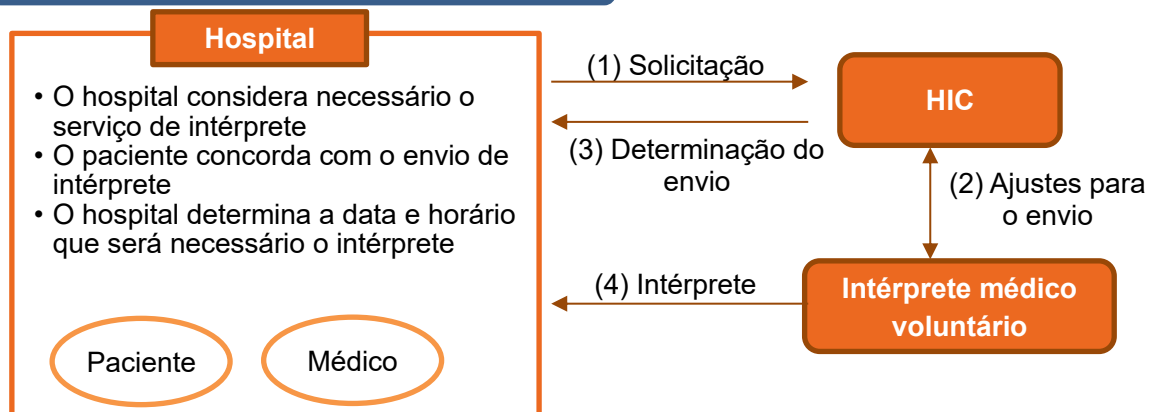 Hospital
• O hospital considera necessário o
serviço de intérprete
• O paciente concorda com o envio de
intérprete
• O hospital determina a data e horário
que será necessário o intérprete
Paciente
Médico
(1) Solicitação
HIC
(3) Determinação do
envio
(2) Ajustes para
o envio
(4) Intérprete
Intérprete médico
voluntário